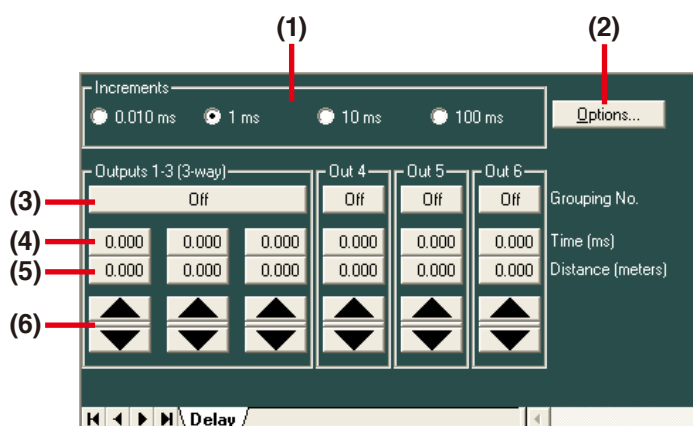 (1) (2)
Increments
0.010 ms 1 ms 10 ms 100 ms Options...
Outputs 1-3 (3-way) Out 4 Out 5 Out 6
(3) Off Off Off Off Grouping No.
(4) 0.000 0.000 0.000 0.000 0.000 0.000 Time (ms)
(5) 0.000 0.000 0.000 0.000 0.000 0.000 Distance (meters)
(6)
Delay